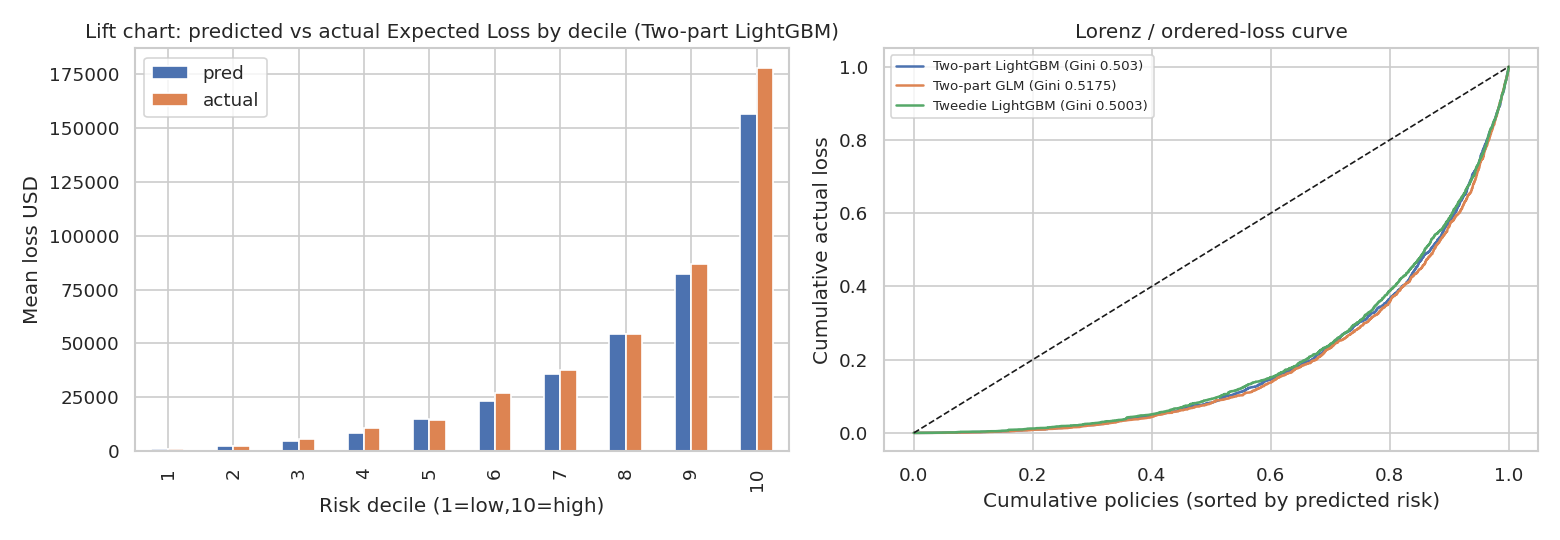 Lift chart: predicted vs actual Expected Loss by decile (Two-part LightGBM)
pred
actual
175000
150000
125000
100000
75000
50000
25000
0
Mean loss USD
1 2 3 4 5 6 7 8 9 10
Risk decile (1=low,10=high)
Lorenz / ordered-loss curve
Two-part LightGBM (Gini 0.503)
Two-part GLM (Gini 0.5175)
Tweedie LightGBM (Gini 0.5003)
1.0
0.8
0.6
0.4
0.2
0.0
Cumulative actual loss
0.0 0.2 0.4 0.6 0.8 1.0
Cumulative policies (sorted by predicted risk)